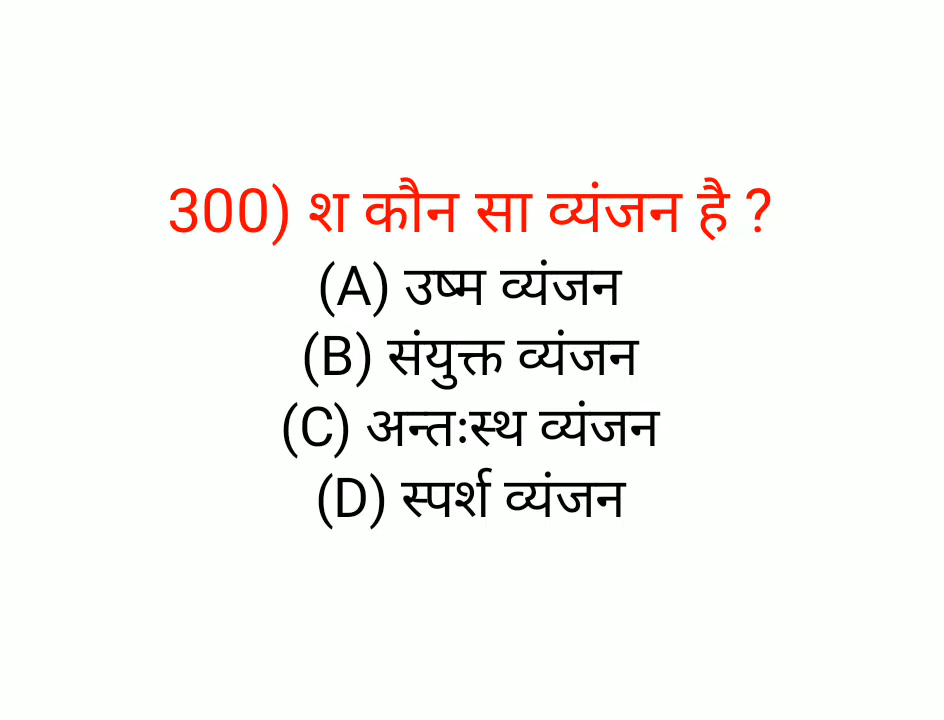 300) श कौन सा व्यंजन है ?
(A) उष्म व्यंजन
(B) संयुक्त व्यंजन
(C) अन्तःस्थ व्यंजन
(D) स्पर्श व्यंजन